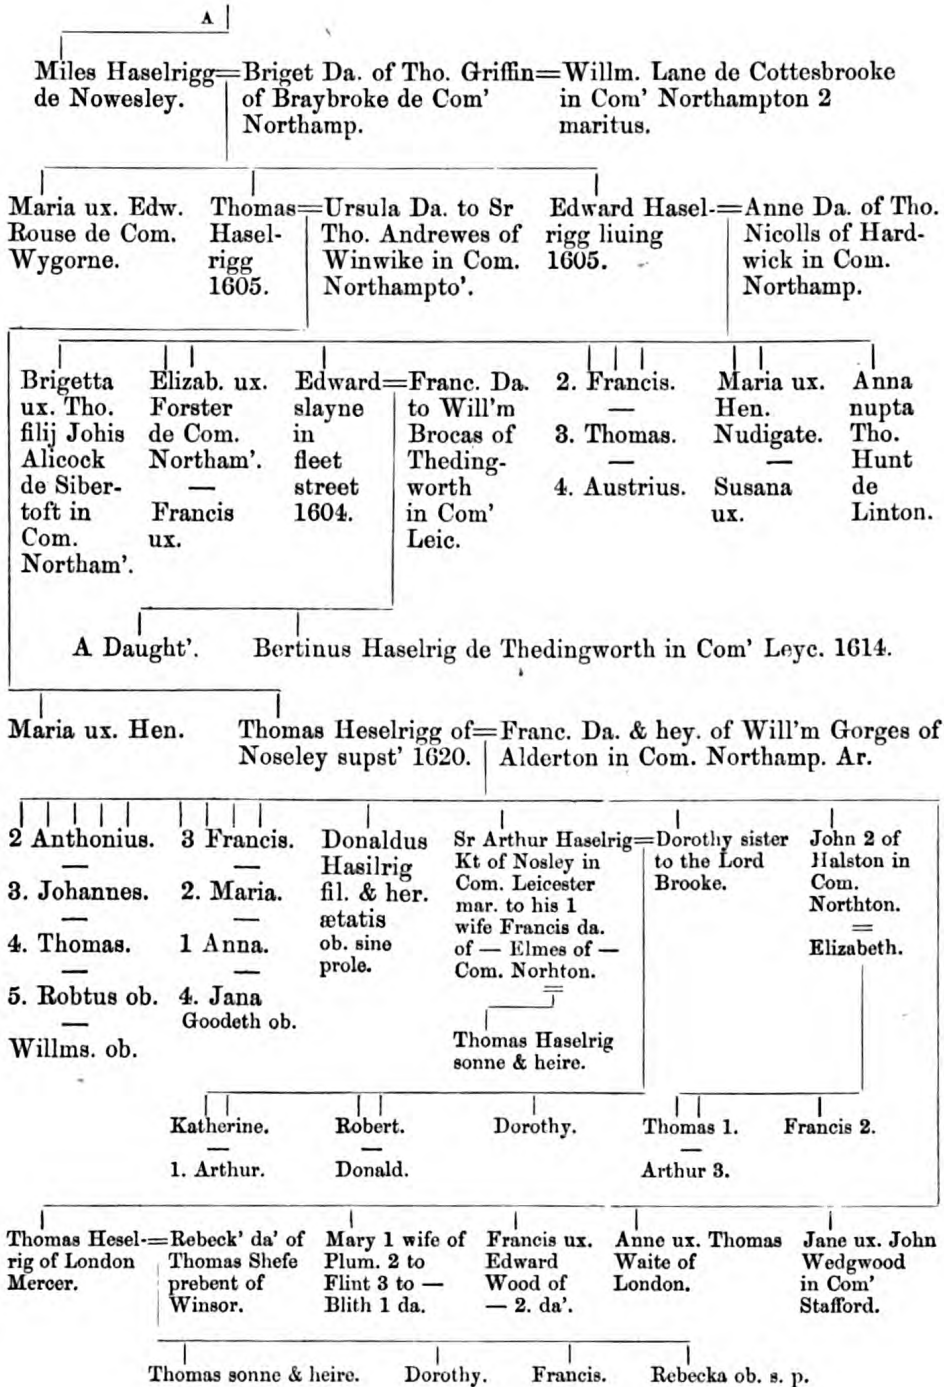 A
Miles Haselrigg=Briget Da. of Tho. Griffin=Willm. Lane de Cottesbrooke
de Nowesley. of Braybroke de Com' in Com' Northampton 2
Northamp. maritus.
Maria ux. Edw. Thomas=Ursula Da. to Sr Edward Hasel-=Anne Da. of Tho.
Rouse de Com. Hasel- Tho. Andrewes of rigg liuing Nicolls of Hard-
Wygorne. rigg Winwike in Com. 1605. wick in Com.
1605. Northampto'. Northamp.
Brigetta Elizab. ux. Edward=Franc. Da. 2. Francis. Maria ux. Anna
ux. Tho. Forster slayne to Will'm — Hen. nupta
filij Johis de Com. in Brocas of 3. Thomas. Nudigate. Tho.
Alicock Northam'. fleet Theding- — — Hunt
de Siber- — street worth 4. Austrius. Susana de
toft in Francis 1604. in Com' ux. Linton.
Com. ux. Leic.
Northam'.
A Daught'. Bertinus Haselrig de Thedingworth in Com' Leyc. 1614.
Maria ux. Hen. Thomas Heselrigg of=Franc. Da. & hey. of Will'm Gorges of
Noseley supst' 1620. Alderton in Com. Northamp. Ar.
2 Anthonius. 3 Francis. Donaldus Sr Arthur Haselrig=Dorothy sister John 2 of
— — Hasilrig Kt of Nosley in to the Lord Halston in
3. Johannes. 2. Maria. fil. & her. Com. Leicester Brooke. Com.
— — ætatis mar. to his 1 Northton.
4. Thomas. 1 Anna. ob. sine wife Francis da. =
— — prole. of — Elmes of — Elizabeth.
5. Robtus ob. 4. Jana Com. Norhton.
— Goodeth ob. =
Willms. ob. Thomas Haselrig
sonne & heire.
Katherine. Robert. Dorothy. Thomas 1. Francis 2.
— — —
1. Arthur. Donald. Arthur 3.
Thomas Hesel-=Rebeck' da' of Mary 1 wife of Francis ux. Anne ux. Thomas Jane ux. John
rig of London Thomas Shefe Plum. 2 to Edward Waite of Wedgwood
Mercer. prebent of Flint 3 to — Wood of London. in Com'
Winsor. Blith 1 da. — 2. da'. Stafford.
Thomas sonne & heire. Dorothy. Francis. Rebecka ob. s. p.